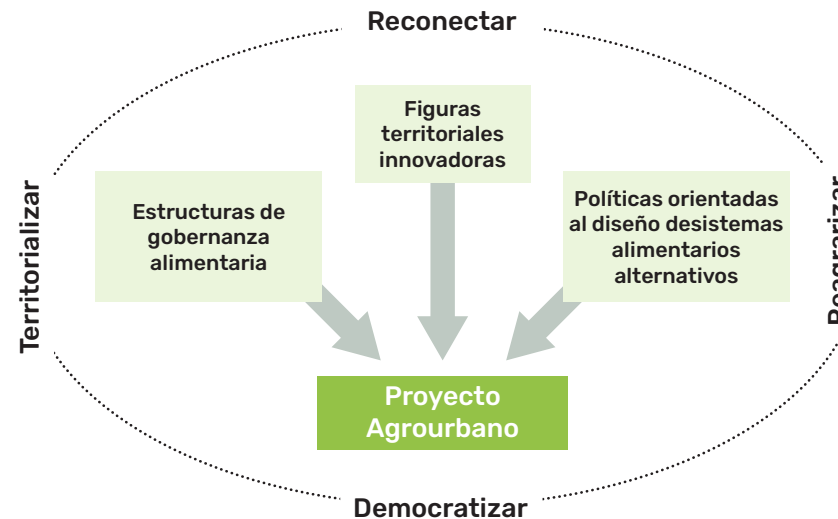 Reconectar
Figuras
territoriales
innovadoras
Territorializar
Estructuras de
gobernanza
alimentaria
Políticas orientadas
al diseño desistemas
alimentarios
alternativos
Reagrarizar
Proyecto
Agrourbano
Democratizar